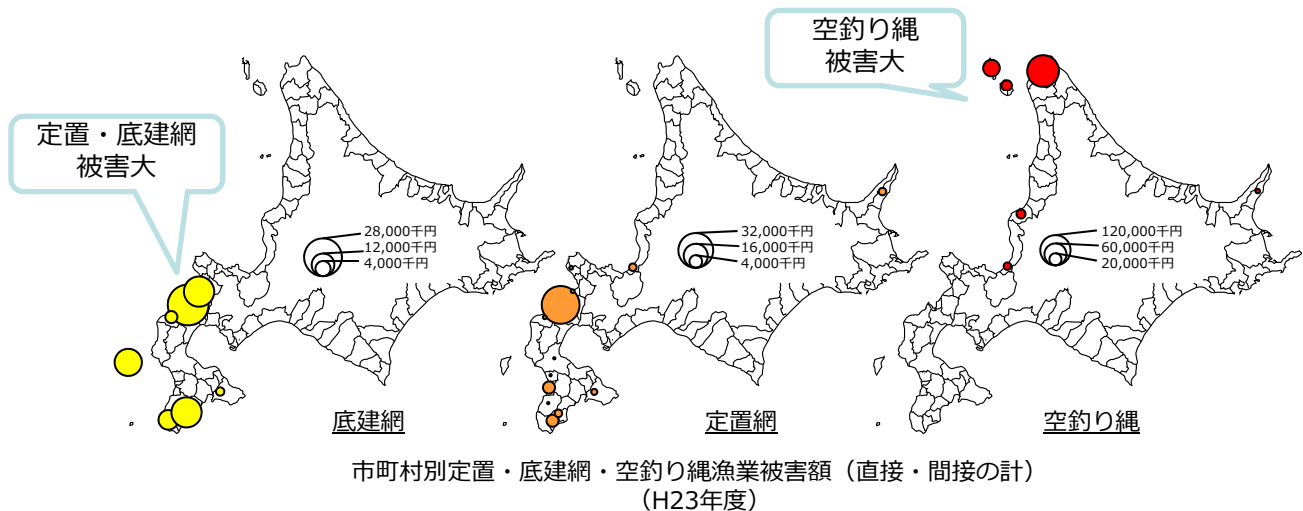 空釣り縄
被害大
定置・底建網
被害大
28,000千円
12,000千円
4,000千円
底建網
32,000千円
16,000千円
4,000千円
定置網
120,000千円
60,000千円
20,000千円
空釣り縄
市町村別定置・底建網・空釣り縄漁業被害額（直接・間接の計）
（H23年度）